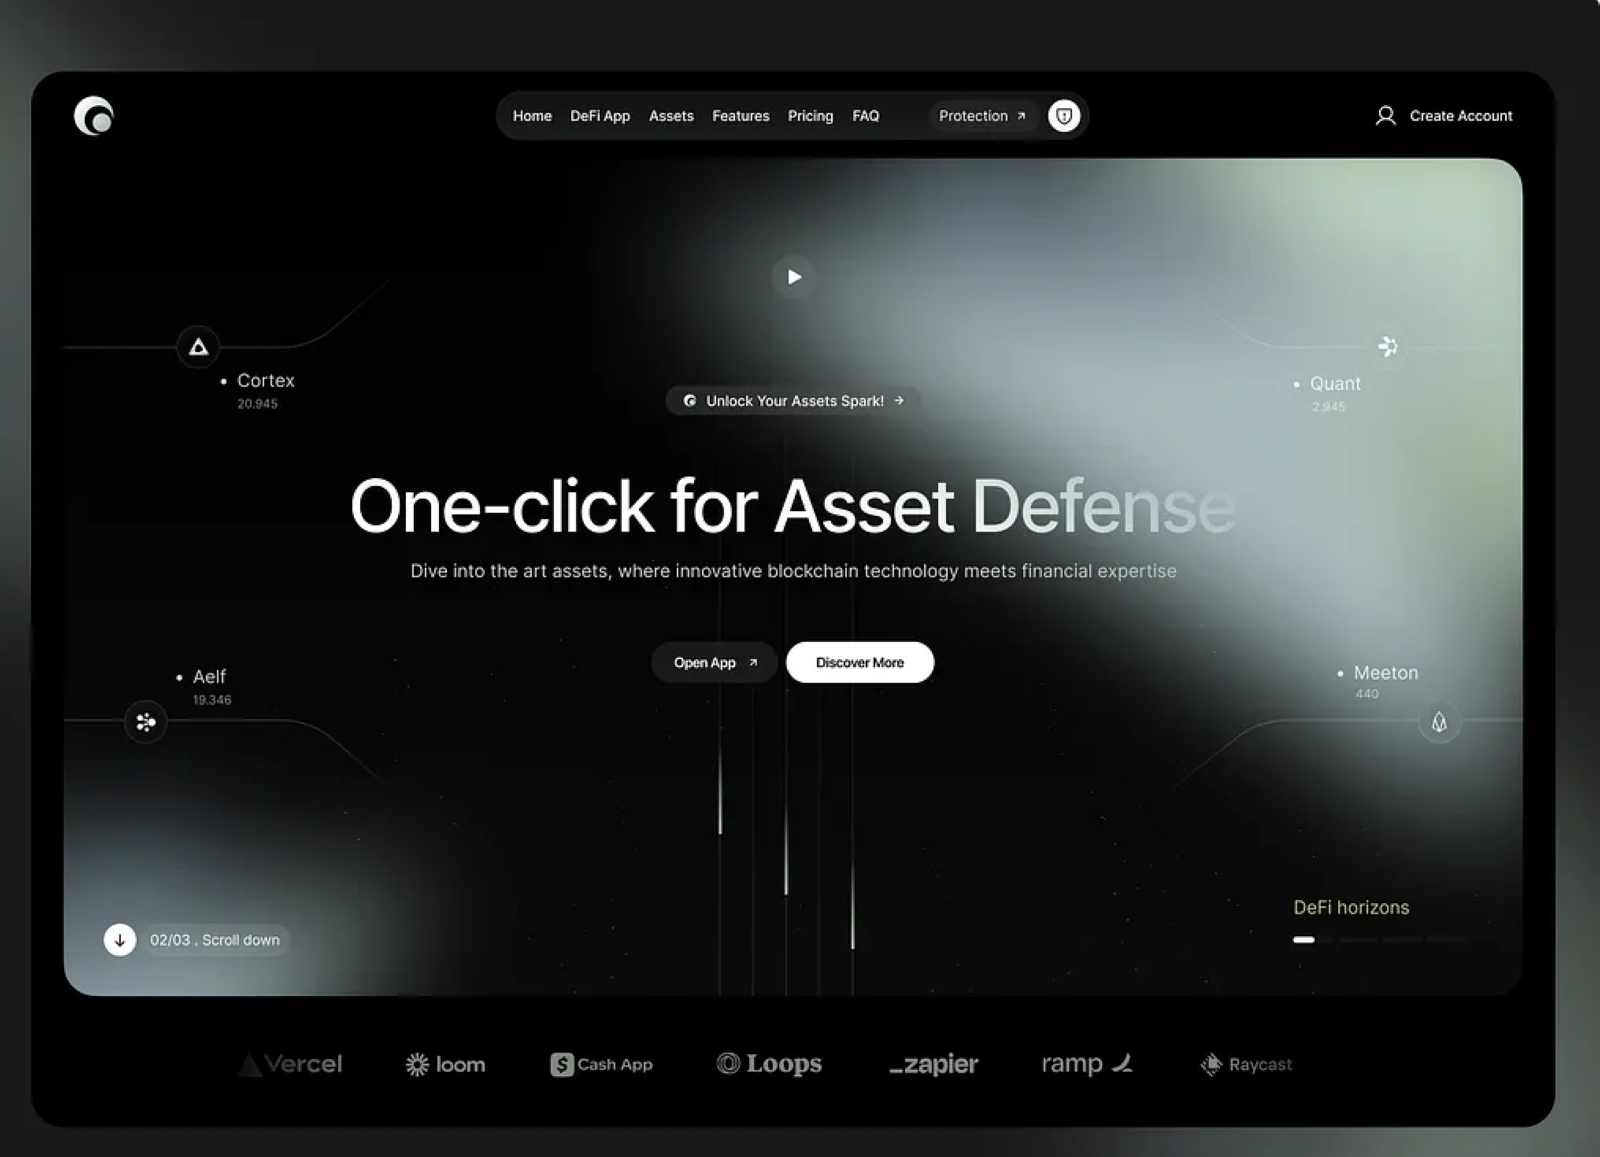 Home DeFi App Assets Features Pricing FAQ Protection
Create Account
Cortex
20.945
Quant
2.945
Unlock Your Assets Spark!
One-click for Asset Defense
Dive into the art assets, where innovative blockchain technology meets financial expertise
Open App
Discover More
Aelf
19.346
Meeton
440
DeFi horizons
02/03 . Scroll down
Vercel
loom
Cash App
Loops
_zapier
ramp
Raycast